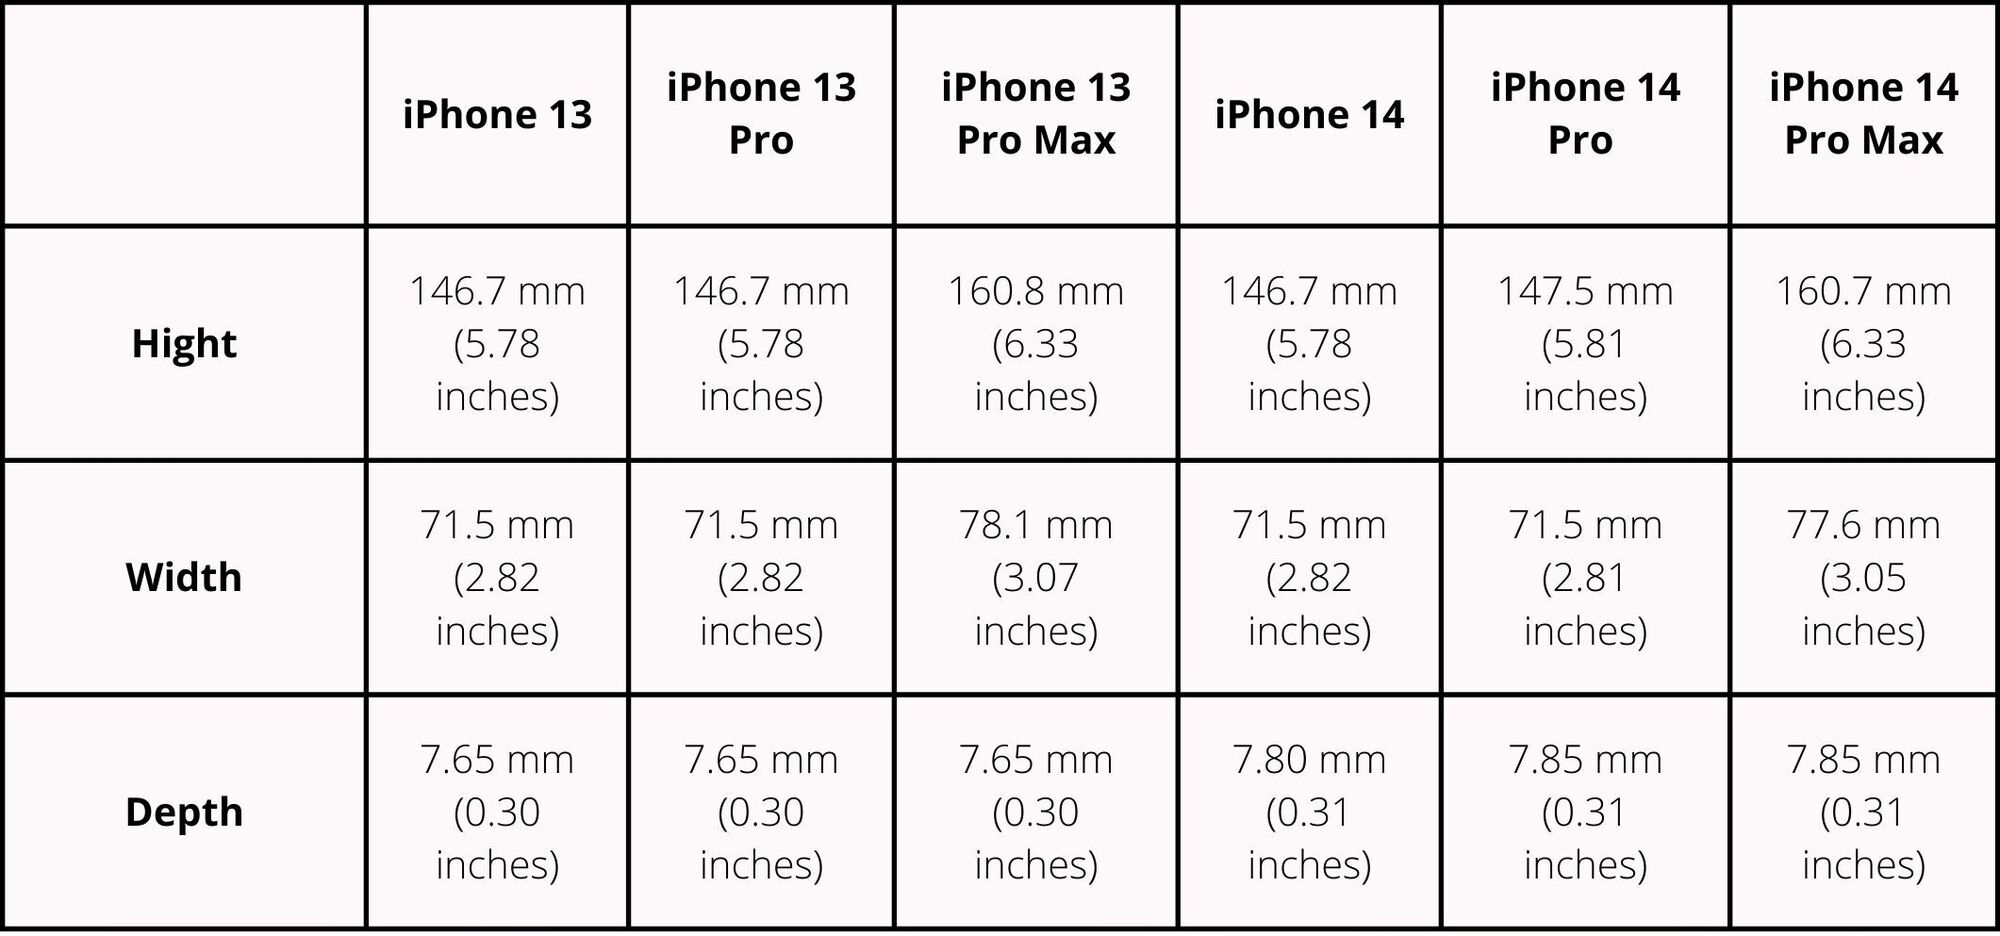 iPhone 13
iPhone 13
Pro
iPhone 13
Pro Max
iPhone 14
iPhone 14
Pro
iPhone 14
Pro Max
Hight
146.7 mm
(5.78
inches)
146.7 mm
(5.78
inches)
160.8 mm
(6.33
inches)
146.7 mm
(5.78
inches)
147.5 mm
(5.81
inches)
160.7 mm
(6.33
inches)
Width
71.5 mm
(2.82
inches)
71.5 mm
(2.82
inches)
78.1 mm
(3.07
inches)
71.5 mm
(2.82
inches)
71.5 mm
(2.81
inches)
77.6 mm
(3.05
inches)
Depth
7.65 mm
(0.30
inches)
7.65 mm
(0.30
inches)
7.65 mm
(0.30
inches)
7.80 mm
(0.31
inches)
7.85 mm
(0.31
inches)
7.85 mm
(0.31
inches)